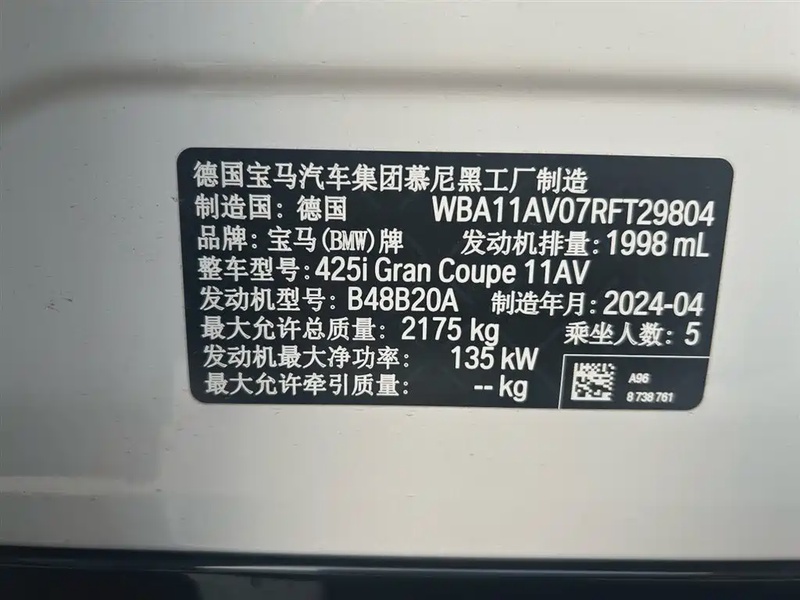 德国宝马汽车集团慕尼黑工厂制造
制造国: 德国 WBA11AV07RFT29804
品牌: 宝马(BMW)牌 发动机排量: 1998 mL
整车型号: 425i Gran Coupe 11AV
发动机型号: B48B20A 制造年月: 2024-04
最大允许总质量: 2175 kg 乘坐人数: 5
发动机最大净功率: 135 kW
最大允许牵引质量: -- kg
A96
8 738 761